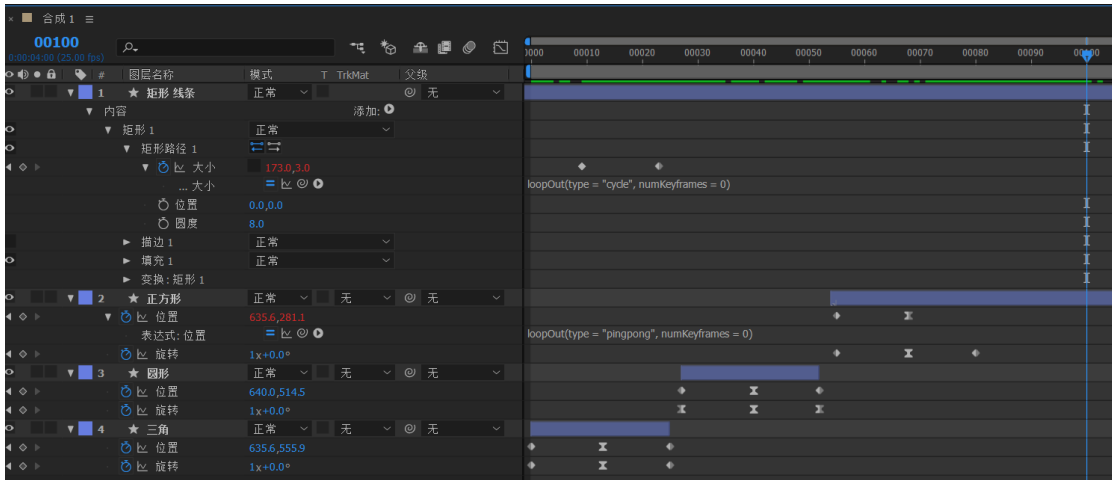 × 合成 1 ≡
00100
0:00:04:00 (25.00 fps)
0000 00010 00020 00030 00040 00050 00060 00070 00080 00090 00100
# 图层名称 模式 T TrkMat 父级
1 ★ 矩形 线条 正常 无
内容 添加:
矩形 1 正常
矩形路径 1
大小 173.0,3.0
... 大小 loopOut(type = "cycle", numKeyframes = 0)
位置 0.0,0.0
圆度 8.0
描边 1 正常
填充 1 正常
变换: 矩形 1
2 ★ 正方形 正常 无 无
位置 635.6,281.1
表达式: 位置 loopOut(type = "pingpong", numKeyframes = 0)
旋转 1x+0.0°
3 ★ 圆形 正常 无 无
位置 640.0,514.5
旋转 1x+0.0°
4 ★ 三角 正常 无 无
位置 635.6,555.9
旋转 1x+0.0°